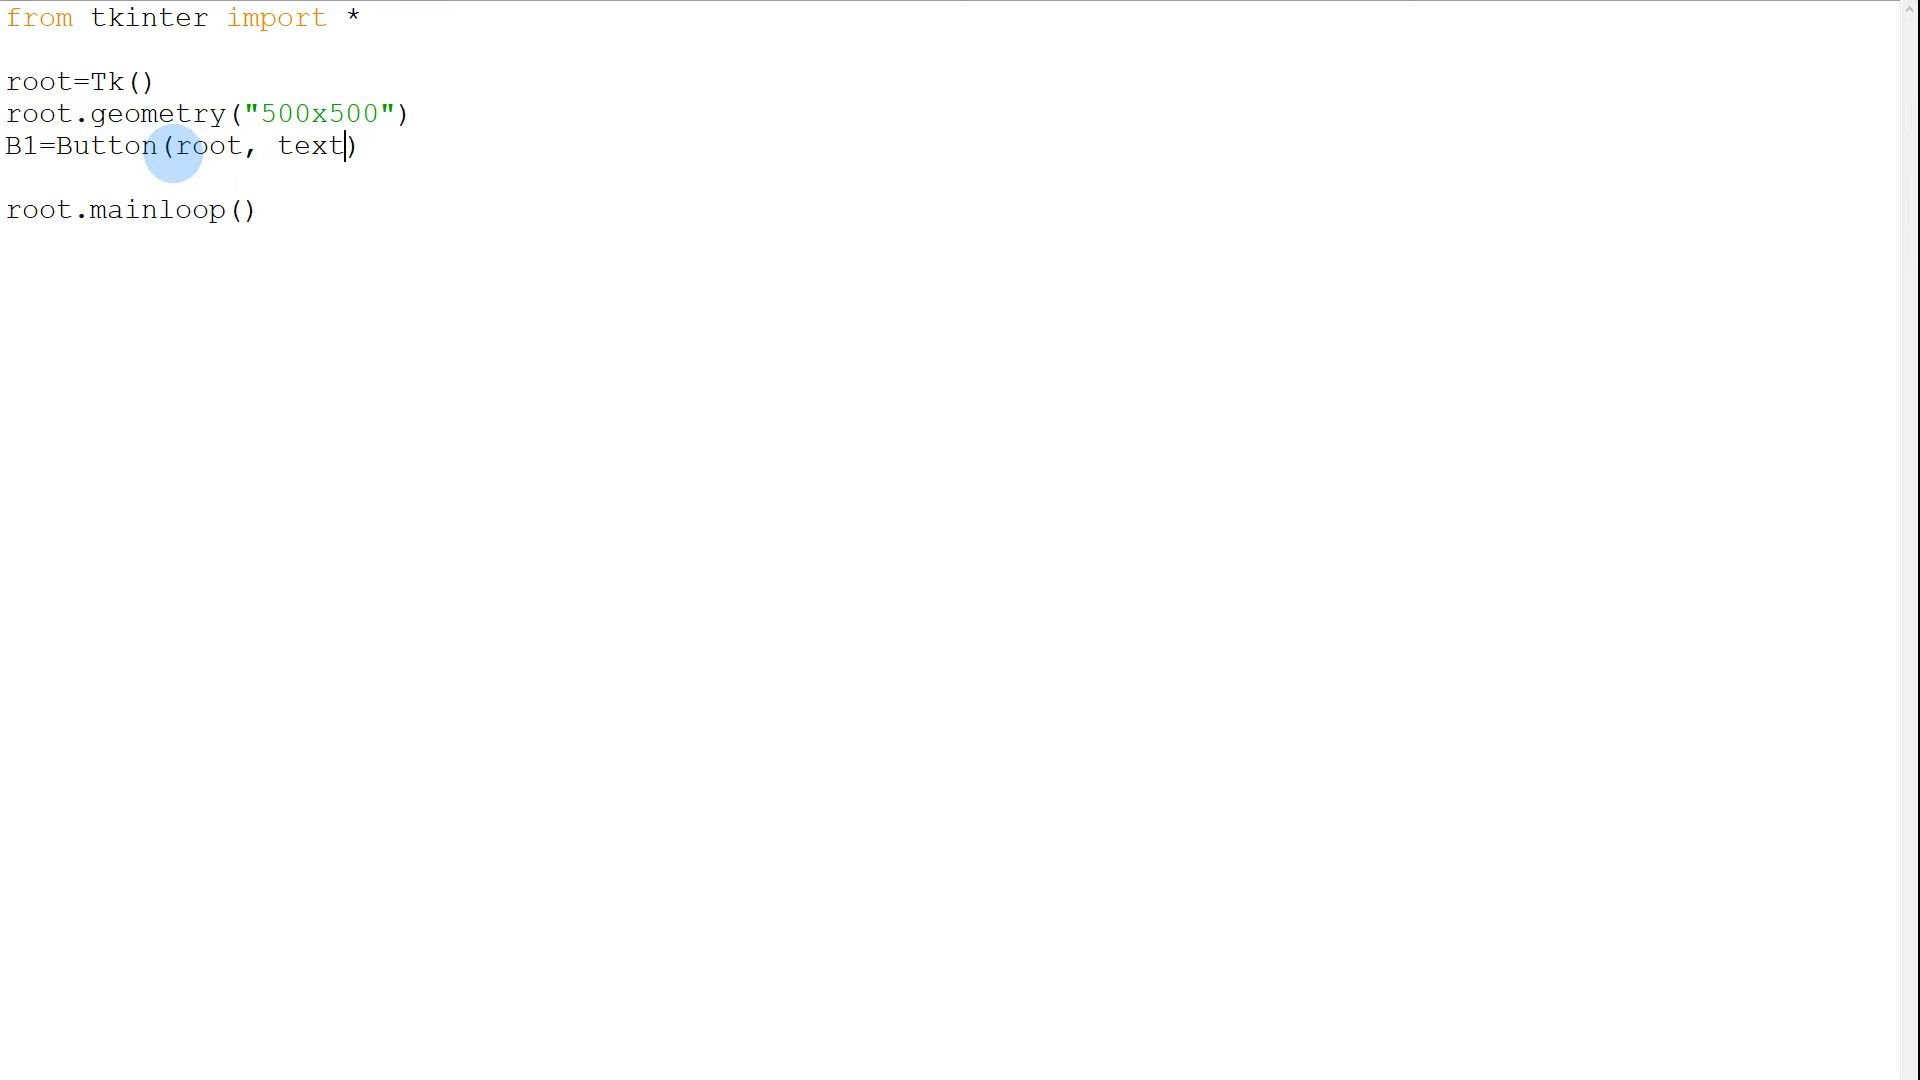 from tkinter import *
root=Tk()
root.geometry("500x500")
B1=Button(root, text)
root.mainloop()